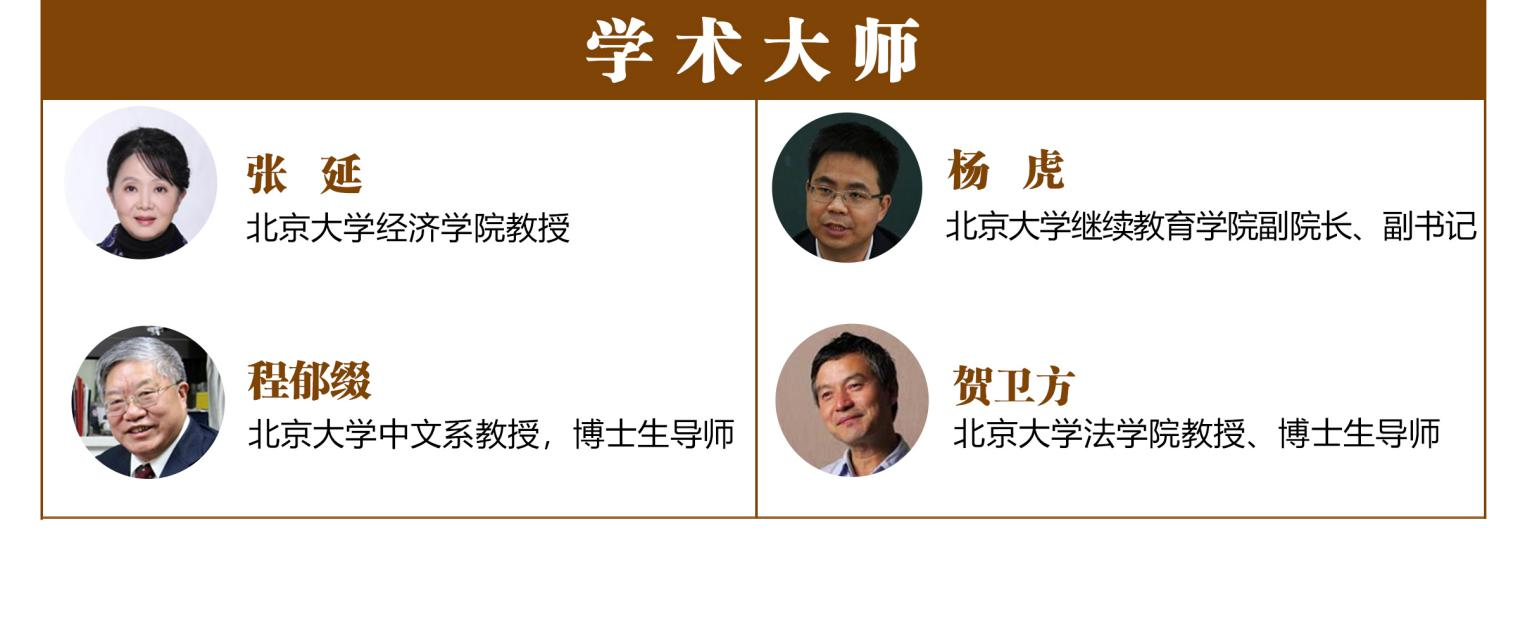 学术大师
张 延
北京大学经济学院教授
杨 虎
北京大学继续教育学院副院长、副书记
程郁缀
北京大学中文系教授，博士生导师
贺卫方
北京大学法学院教授、博士生导师